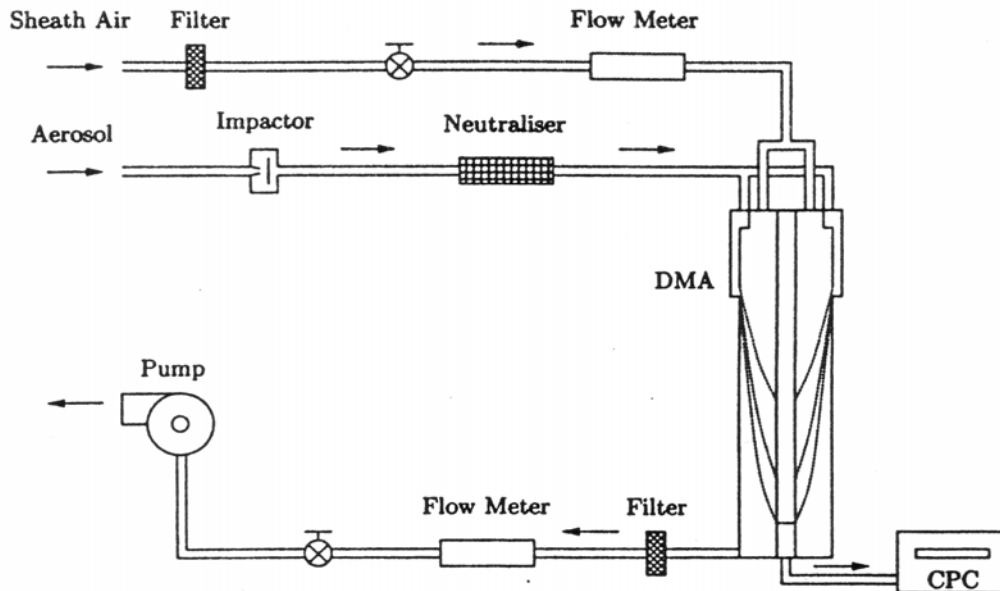 Sheath Air
Filter
Flow Meter
Aerosol
Impactor
Neutraliser
DMA
Pump
Flow Meter
Filter
CPC